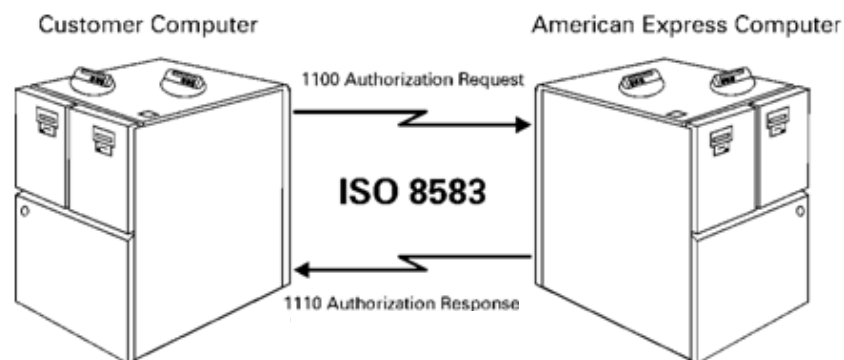 Customer Computer
American Express Computer
1100 Authorization Request
ISO 8583
1110 Authorization Response